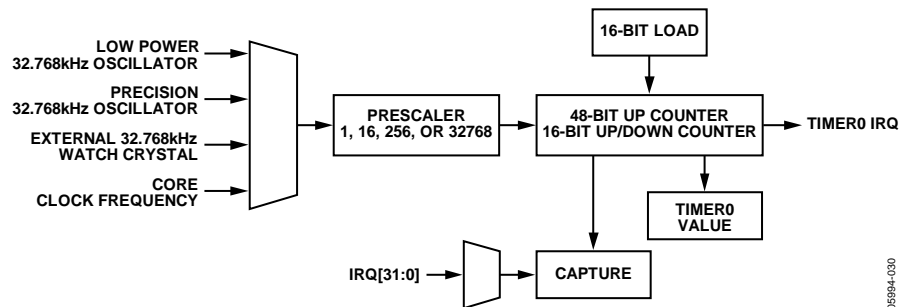 16-BIT LOAD
LOW POWER
32.768kHz OSCILLATOR
PRECISION
32.768kHz OSCILLATOR
EXTERNAL 32.768kHz
WATCH CRYSTAL
CORE
CLOCK FREQUENCY
PRESCALER
1, 16, 256, OR 32768
48-BIT UP COUNTER
16-BIT UP/DOWN COUNTER
TIMER0 IRQ
TIMER0
VALUE
IRQ[31:0]
CAPTURE
05994-030